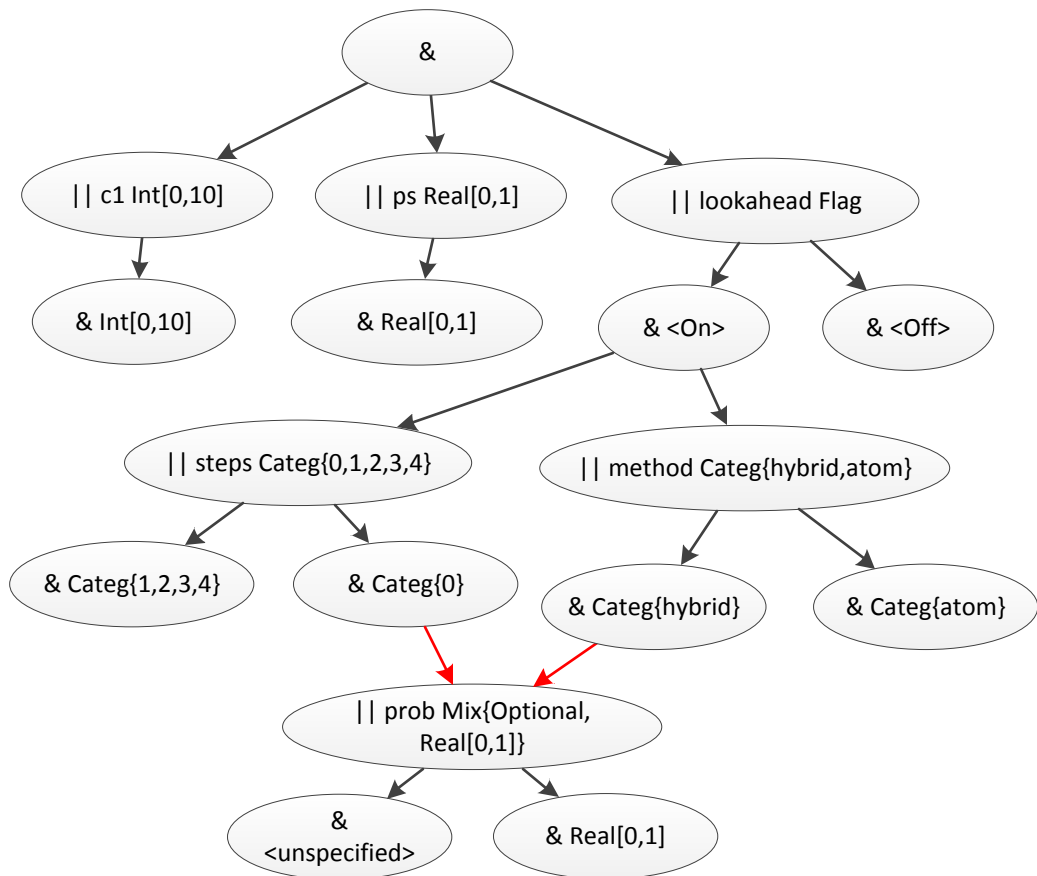 &
|| c1 Int[0,10]
|| ps Real[0,1]
|| lookahead Flag
& Int[0,10]
& Real[0,1]
& <On>
& <Off>
|| steps Categ{0,1,2,3,4}
|| method Categ{hybrid,atom}
& Categ{1,2,3,4}
& Categ{0}
& Categ{hybrid}
& Categ{atom}
|| prob Mix{Optional,
Real[0,1]}
&
<unspecified>
& Real[0,1]